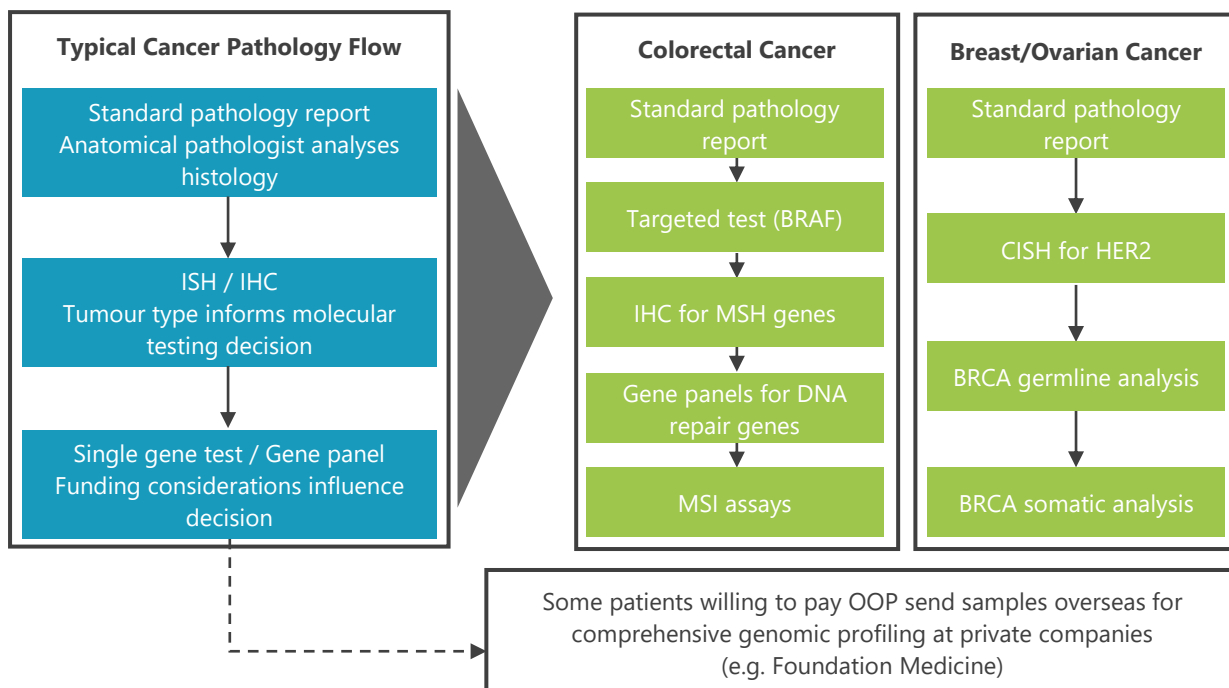 Typical Cancer Pathology Flow
Standard pathology report
Anatomical pathologist analyses
histology
ISH / IHC
Tumour type informs molecular
testing decision
Single gene test / Gene panel
Funding considerations influence
decision
Colorectal Cancer
Standard pathology
report
Targeted test (BRAF)
IHC for MSH genes
Gene panels for DNA
repair genes
MSI assays
Breast/Ovarian Cancer
Standard pathology
report
CISH for HER2
BRCA germline analysis
BRCA somatic analysis
Some patients willing to pay OOP send samples overseas for
comprehensive genomic profiling at private companies
(e.g. Foundation Medicine)